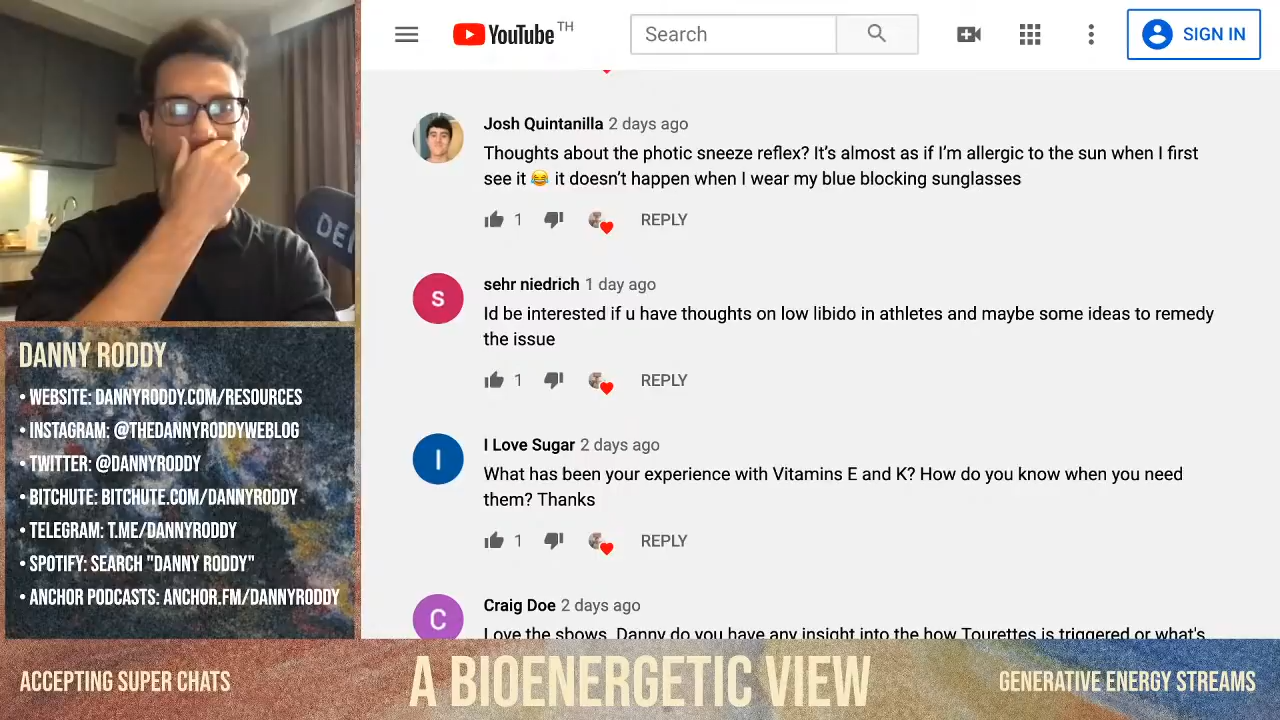 YouTube TH
Search
SIGN IN
Josh Quintanilla 2 days ago
Thoughts about the photic sneeze reflex? It's almost as if I'm allergic to the sun when I first
see it 😂 it doesn't happen when I wear my blue blocking sunglasses
1 REPLY
S
sehr niedrich 1 day ago
Id be interested if u have thoughts on low libido in athletes and maybe some ideas to remedy
the issue
1 REPLY
I
I Love Sugar 2 days ago
What has been your experience with Vitamins E and K? How do you know when you need
them? Thanks
1 REPLY
C
Craig Doe 2 days ago
Love the shows. Danny do you have any insight into the how Tourettes is triggered or what's
DEI
DANNY RODDY
• WEBSITE: DANNYRODDY.COM/RESOURCES
• INSTAGRAM: @THEDANNYRODDYWEBLOG
• TWITTER: @DANNYRODDY
• BITCHUTE: BITCHUTE.COM/DANNYRODDY
• TELEGRAM: T.ME/DANNYRODDY
• SPOTIFY: SEARCH "DANNY RODDY"
• ANCHOR PODCASTS: ANCHOR.FM/DANNYRODDY
ACCEPTING SUPER CHATS
A BIOENERGETIC VIEW
GENERATIVE ENERGY STREAMS